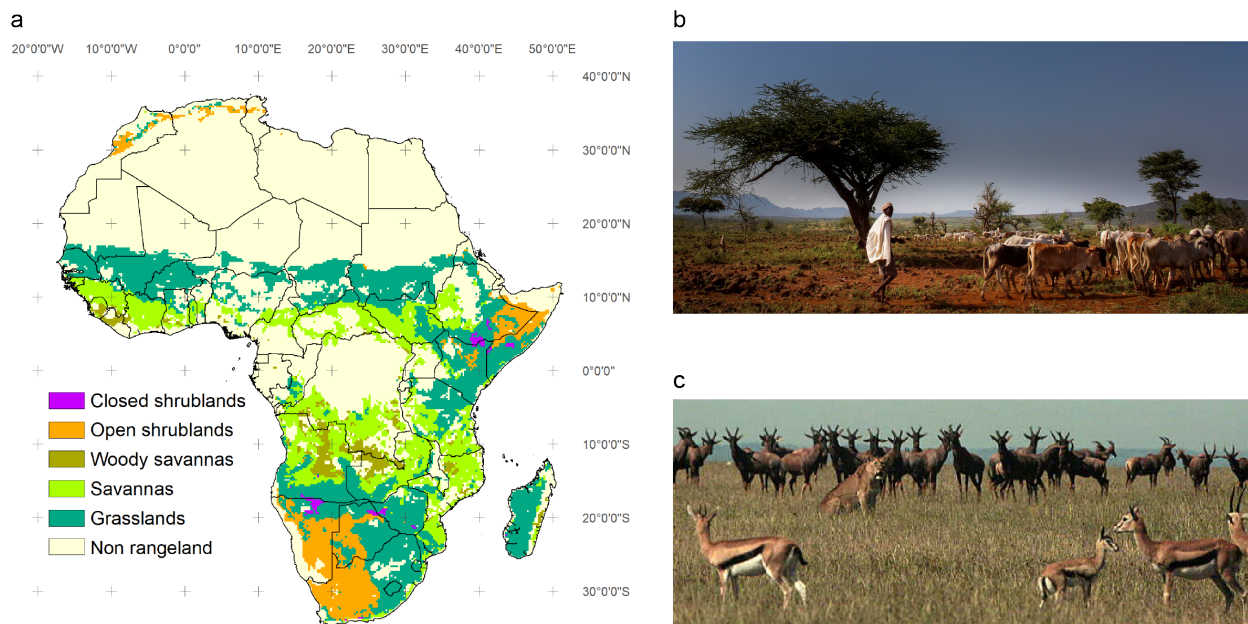 a
20°0'0"W 10°0'0"W 0°0'0" 10°0'0"E 20°0'0"E 30°0'0"E 40°0'0"E 50°0'0"E
40°0'0"N
30°0'0"N
20°0'0"N
10°0'0"N
0°0'0"
10°0'0"S
20°0'0"S
30°0'0"S
Closed shrublands
Open shrublands
Woody savannas
Savannas
Grasslands
Non rangeland
b
c